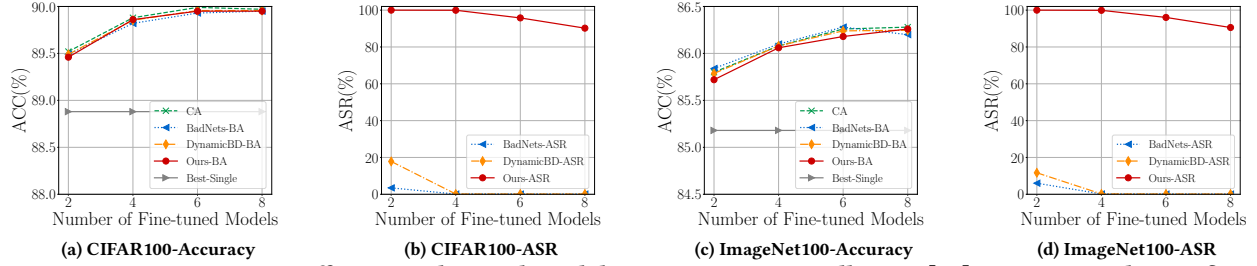 ACC(%)
90.0
89.5
89.0
88.5
88.0
CA
BadNets-BA
DynamicBD-BA
Ours-BA
Best-Single
2 4 6 8
Number of Fine-tuned Models
(a) CIFAR100-Accuracy
ASR(%)
100
80
60
40
20
0
BadNets-ASR
DynamicBD-ASR
Ours-ASR
2 4 6 8
Number of Fine-tuned Models
(b) CIFAR100-ASR
ACC(%)
86.5
86.0
85.5
85.0
84.5
CA
BadNets-BA
DynamicBD-BA
Ours-BA
Best-Single
2 4 6 8
Number of Fine-tuned Models
(c) ImageNet100-Accuracy
ASR(%)
100
80
60
40
20
0
BadNets-ASR
DynamicBD-ASR
Ours-ASR
2 4 6 8
Number of Fine-tuned Models
(d) ImageNet100-ASR